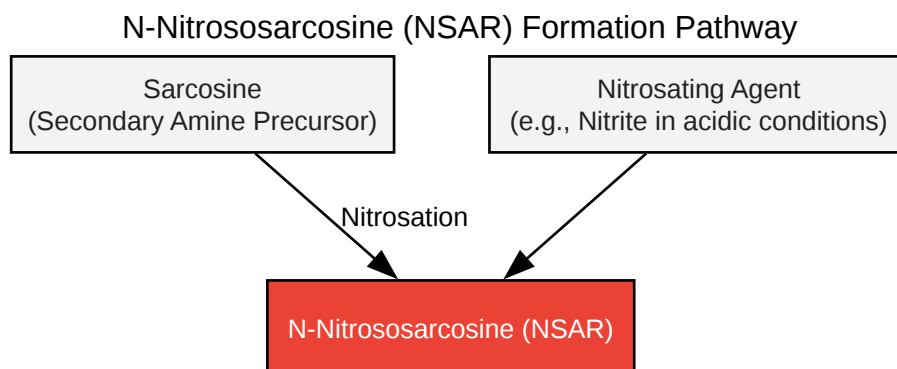 N-Nitrososarcosine (NSAR) Formation Pathway
Sarcosine
(Secondary Amine Precursor)
Nitrosating Agent
(e.g., Nitrite in acidic conditions)
Nitrosation
N-Nitrososarcosine (NSAR)